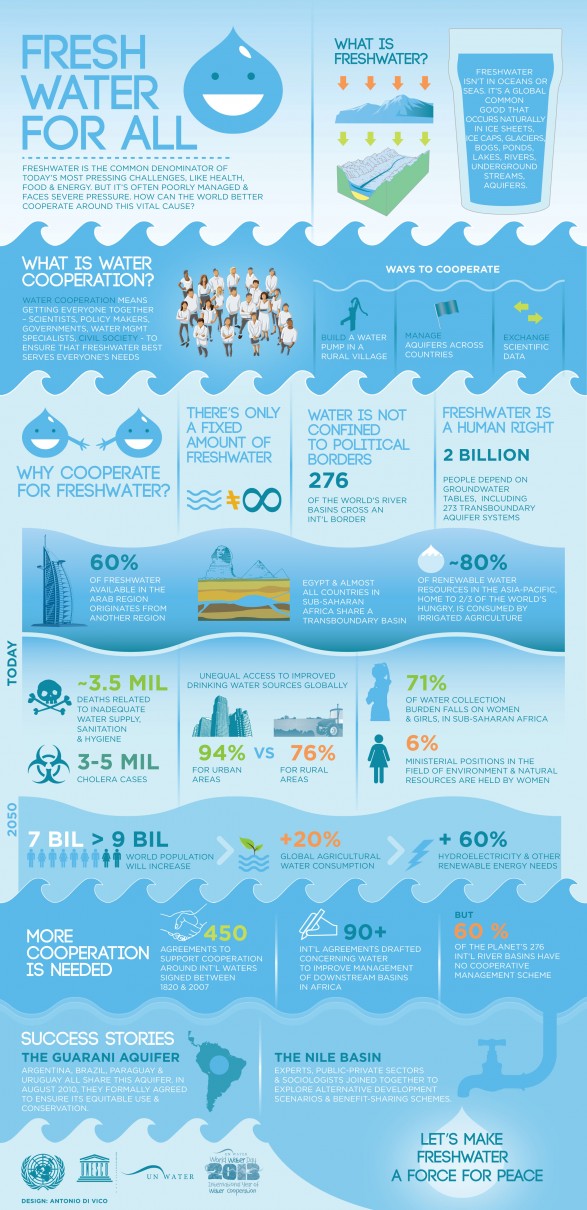 FRESH
WATER
FOR ALL
FRESHWATER IS THE COMMON DENOMINATOR OF
TODAY'S MOST PRESSING CHALLENGES, LIKE HEALTH,
FOOD & ENERGY. BUT IT'S OFTEN POORLY MANAGED &
FACES SEVERE PRESSURE. HOW CAN THE WORLD BETTER
COOPERATE AROUND THIS VITAL CAUSE?
WHAT IS
FRESHWATER?
FRESHWATER
ISN'T IN OCEANS OR
SEAS. IT'S A GLOBAL
COMMON
GOOD THAT
OCCURS NATURALLY
IN ICE SHEETS,
ICE CAPS, GLACIERS,
BOGS, PONDS,
LAKES, RIVERS,
UNDERGROUND
STREAMS,
AQUIFERS.
WHAT IS WATER
COOPERATION?
WATER COOPERATION MEANS
GETTING EVERYONE TOGETHER
- SCIENTISTS, POLICY MAKERS,
GOVERNMENTS, WATER MGMT
SPECIALISTS, CIVIL SOCIETY - TO
ENSURE THAT FRESHWATER BEST
SERVES EVERYONE'S NEEDS
WAYS TO COOPERATE
BUILD A WATER
PUMP IN A
RURAL VILLAGE
MANAGE
AQUIFERS ACROSS
COUNTRIES
EXCHANGE
SCIENTIFIC
DATA
WHY COOPERATE
FOR FRESHWATER?
THERE'S ONLY
A FIXED
AMOUNT OF
FRESHWATER
WATER IS NOT
CONFINED
TO POLITICAL
BORDERS
276
OF THE WORLD'S RIVER
BASINS CROSS AN
INT'L BORDER
FRESHWATER IS
A HUMAN RIGHT
2 BILLION
PEOPLE DEPEND ON
GROUNDWATER
TABLES, INCLUDING
273 TRANSBOUNDARY
AQUIFER SYSTEMS
TODAY
60%
OF FRESHWATER
AVAILABLE IN THE
ARAB REGION
ORIGINATES FROM
ANOTHER REGION
EGYPT & ALMOST
ALL COUNTRIES IN
SUB-SAHARAN
AFRICA SHARE A
TRANSBOUNDARY BASIN
~80%
OF RENEWABLE WATER
RESOURCES IN THE ASIA-PACIFIC,
HOME TO 2/3 OF THE WORLD'S
HUNGRY, IS CONSUMED BY
IRRIGATED AGRICULTURE
~3.5 MIL
DEATHS RELATED
TO INADEQUATE
WATER SUPPLY,
SANITATION
& HYGIENE
3-5 MIL
CHOLERA CASES
UNEQUAL ACCESS TO IMPROVED
DRINKING WATER SOURCES GLOBALLY
94% VS 76%
FOR URBAN
AREAS
FOR RURAL
AREAS
71%
OF WATER COLLECTION
BURDEN FALLS ON WOMEN
& GIRLS, IN SUB-SAHARAN AFRICA
6%
MINISTERIAL POSITIONS IN THE
FIELD OF ENVIRONMENT & NATURAL
RESOURCES ARE HELD BY WOMEN
2050
7 BIL > 9 BIL
WORLD POPULATION
WILL INCREASE
+20%
GLOBAL AGRICULTURAL
WATER CONSUMPTION
+ 60%
HYDROELECTRICITY & OTHER
RENEWABLE ENERGY NEEDS
MORE
COOPERATION
IS NEEDED
450
AGREEMENTS TO
SUPPORT COOPERATION
AROUND INT'L WATERS
SIGNED BETWEEN
1820 & 2007
90+
INT'L AGREEMENTS DRAFTED
CONCERNING WATER
TO IMPROVE MANAGEMENT
OF DOWNSTREAM BASINS
IN AFRICA
BUT
60 %
OF THE PLANET'S 276
INT'L RIVER BASINS HAVE
NO COOPERATIVE
MANAGEMENT SCHEME
SUCCESS STORIES
THE GUARANI AQUIFER
ARGENTINA, BRAZIL, PARAGUAY &
URUGUAY ALL SHARE THIS AQUIFER. IN
AUGUST 2010, THEY FORMALLY AGREED
TO ENSURE ITS EQUITABLE USE &
CONSERVATION.
THE NILE BASIN
EXPERTS, PUBLIC-PRIVATE SECTORS
& SOCIOLOGISTS JOINED TOGETHER TO
EXPLORE ALTERNATIVE DEVELOPMENT
SCENARIOS & BENEFIT-SHARING SCHEMES.
LET'S MAKE
FRESHWATER
A FORCE FOR PEACE
UN WATER
UN WATER
World Water Day
2013
International Year of
Water Cooperation
DESIGN: ANTONIO DI VICO